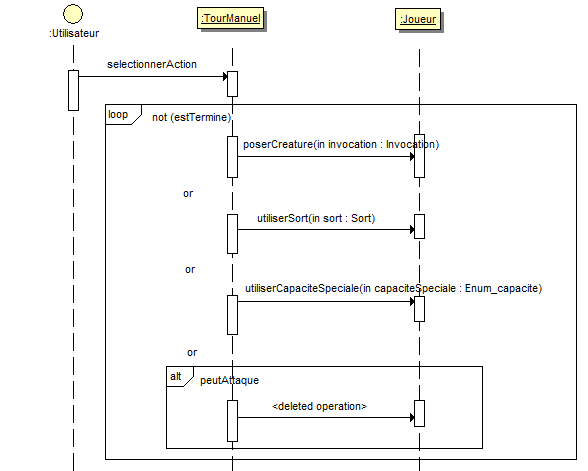 :TourManuel
:Joueur
:Utilisateur
selectionnerAction
loop
not (estTermine)
poserCreature(in invocation : Invocation)
or
utiliserSort(in sort : Sort)
or
utiliserCapaciteSpeciale(in capaciteSpeciale : Enum_capacite)
or
alt
peutAttaque
<deleted operation>